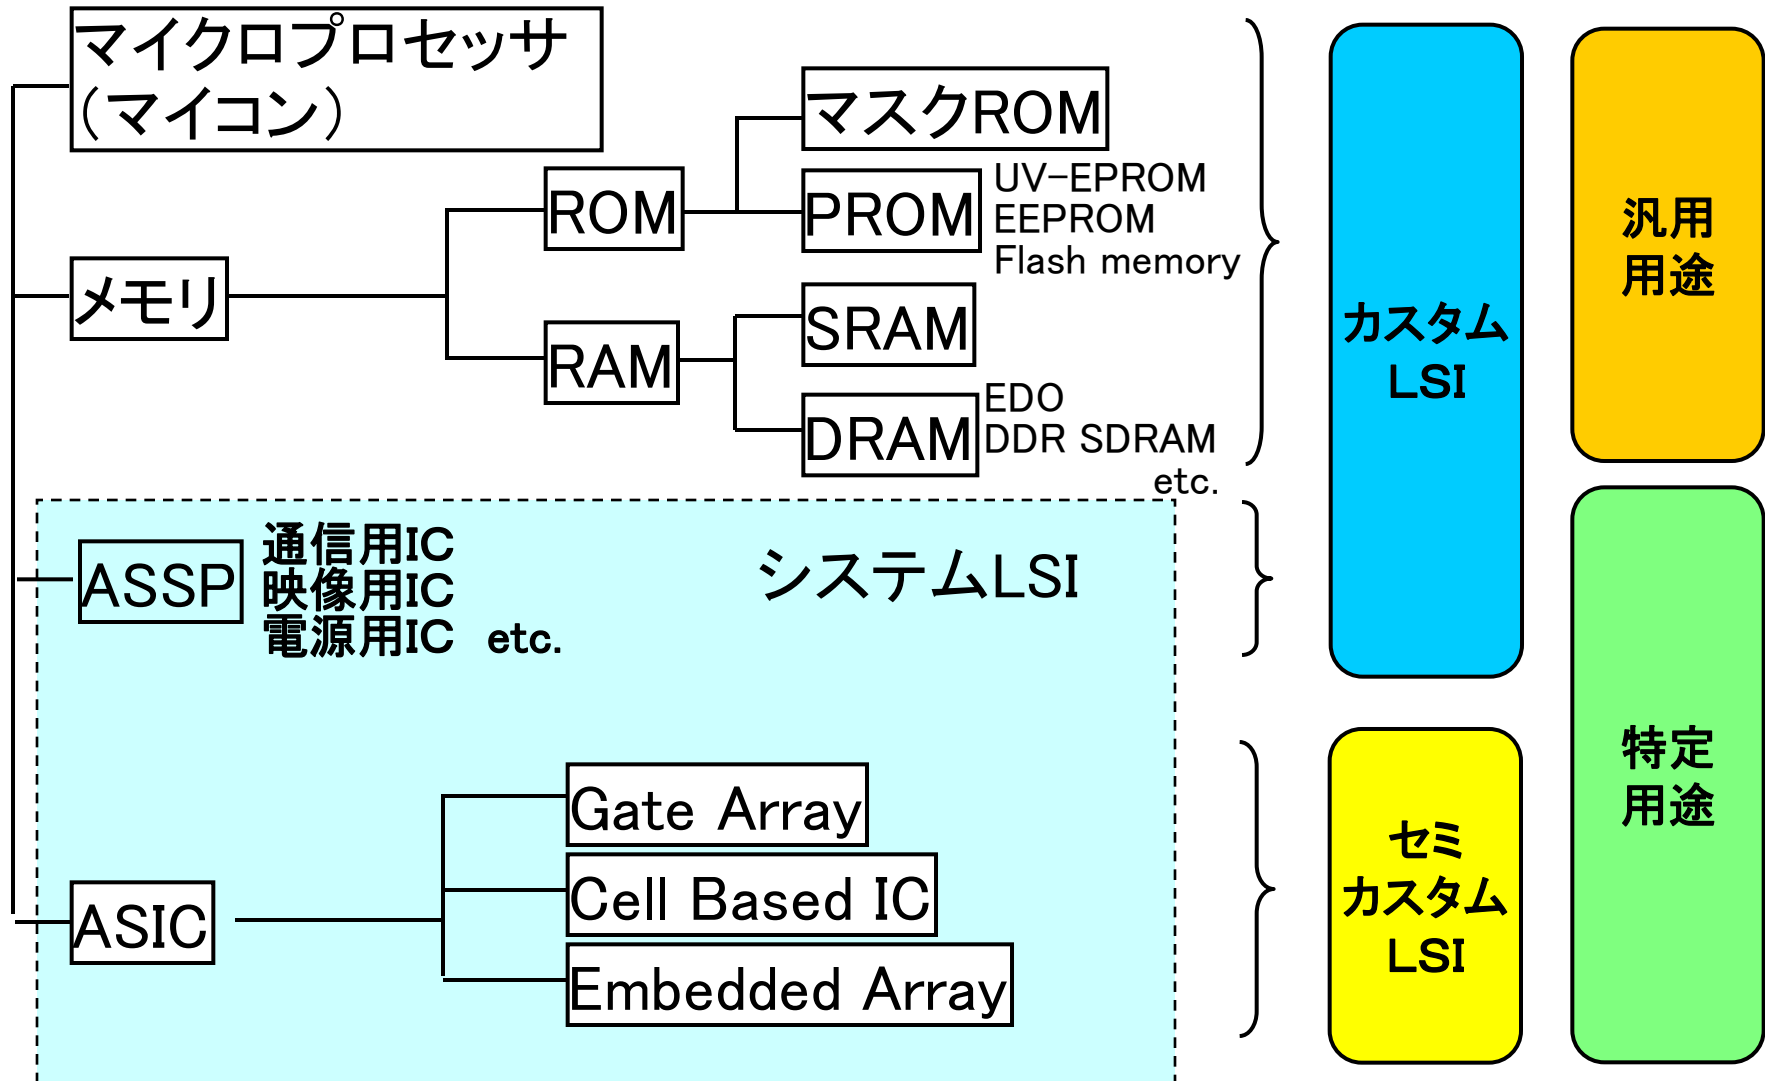 マイクロプロセッサ
（マイコン）
メモリ
ROM
RAM
マスクROM
PROM
UV-EPROM
EEPROM
Flash memory
SRAM
DRAM
EDO
DDR SDRAM
etc.
ASSP
通信用IC
映像用IC
電源用IC etc.
システムLSI
ASIC
Gate Array
Cell Based IC
Embedded Array
カスタム
LSI
セミ
カスタム
LSI
汎用
用途
特定
用途